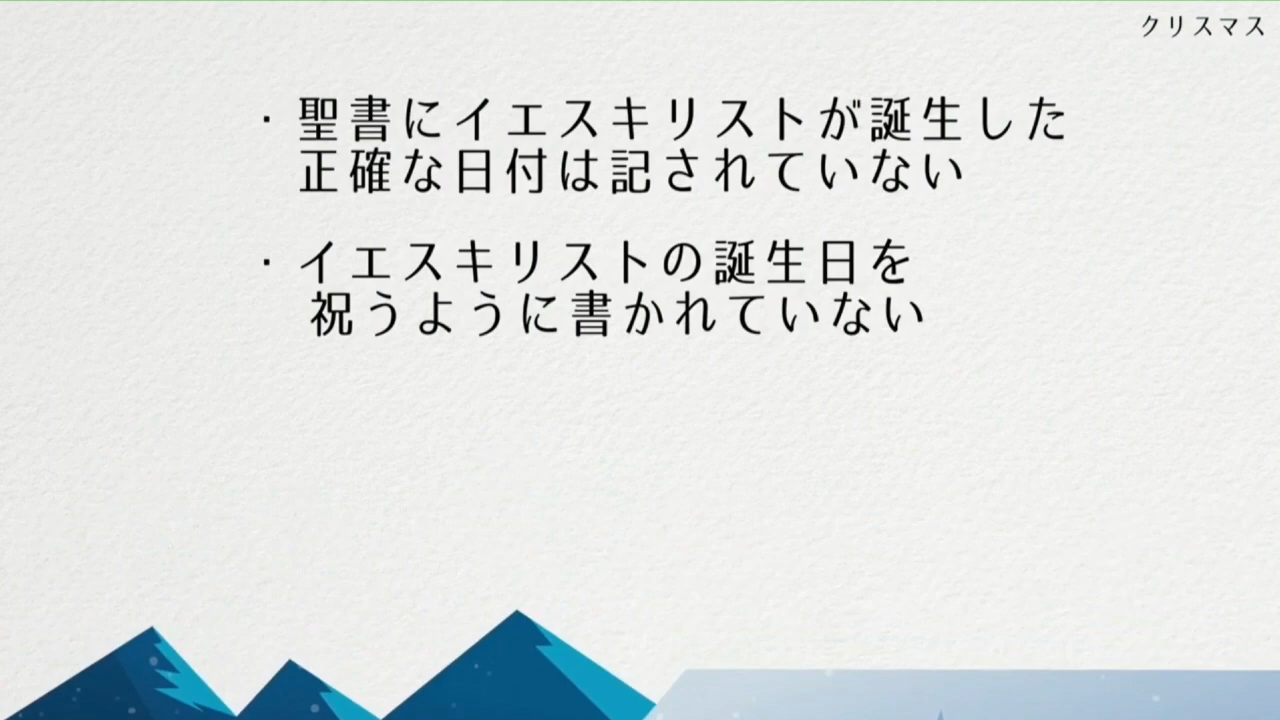 クリスマス
・聖書にイエスキリストが誕生した
正確な日付は記されていない
・イエスキリストの誕生日を
祝うように書かれていない